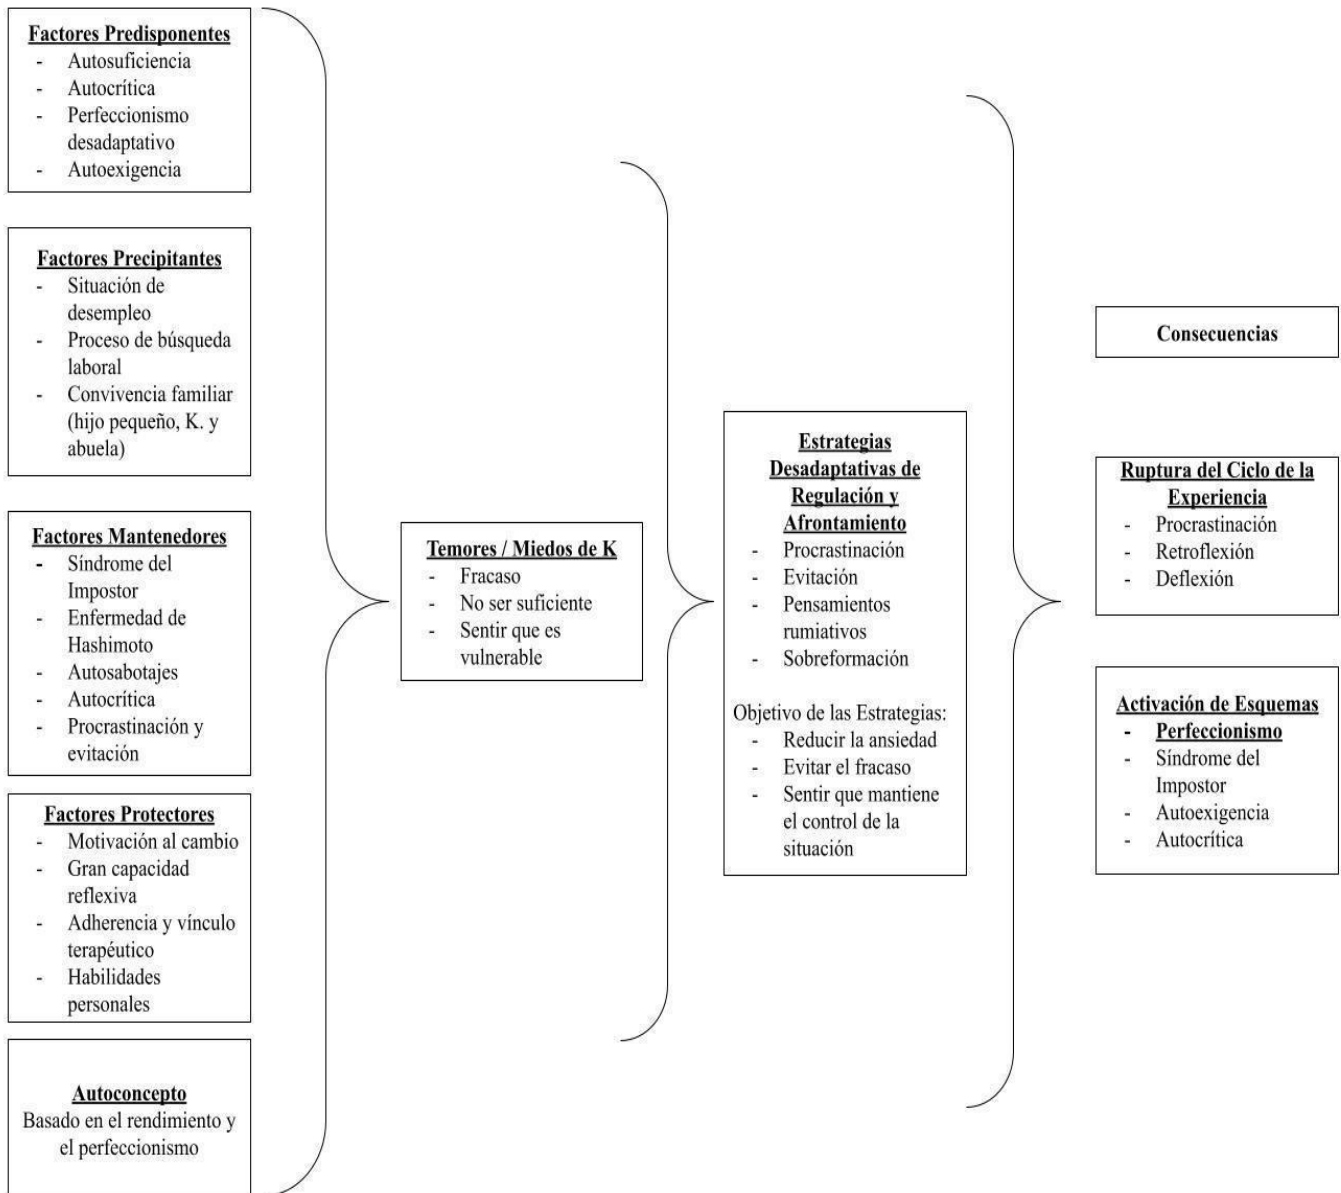 Factores Predisponentes
- Autosuficiencia
- Autocrítica
- Perfeccionismo
desadaptativo
- Autoexigencia
Factores Precipitantes
- Situación de
desempleo
- Proceso de búsqueda
laboral
- Convivencia familiar
(hijo pequeño, K. y
abuela)
Factores Mantenedores
- Síndrome del
Impostor
- Enfermedad de
Hashimoto
- Autosabotajes
- Autocrítica
- Procrastinación y
evitación
Factores Protectores
- Motivación al cambio
- Gran capacidad
reflexiva
- Adherencia y vínculo
terapéutico
- Habilidades
personales
Autoconcepto
Basado en el rendimiento y
el perfeccionismo
Temores / Miedos de K
- Fracaso
- No ser suficiente
- Sentir que es
vulnerable
Estrategias
Desadaptativas de
Regulación y
Afrontamiento
- Procrastinación
- Evitación
- Pensamientos
rumiativos
- Sobreformación
Objetivo de las Estrategias:
- Reducir la ansiedad
- Evitar el fracaso
- Sentir que mantiene
el control de la
situación
Consecuencias
Ruptura del Ciclo de la
Experiencia
- Procrastinación
- Retroflexión
- Deflexión
Activación de Esquemas
- Perfeccionismo
- Síndrome del
Impostor
- Autoexigencia
- Autocrítica